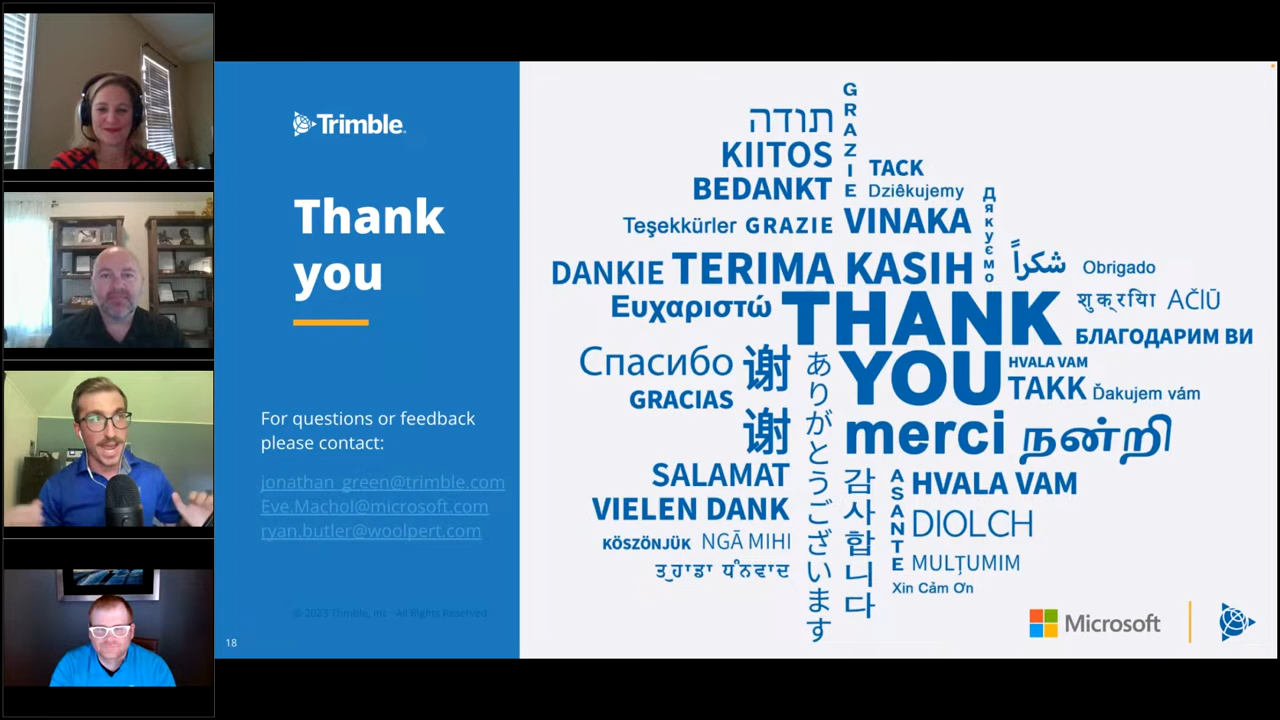 Trimble
Thank
you
For questions or feedback
please contact:
jonathan_green@trimble.com
Eve.Machol@microsoft.com
ryan.butler@woolpert.com
© 2023 Trimble, Inc - All Rights Reserved
18
GRAZIE
תודה
KIITOS
TACK
BEDANKT
Dziêkujemy
Дякуємо
Teşekkürler
GRAZIE
VINAKA
DANKIE
TERIMA KASIH
شكراً
Obrigado
Ευχαριστώ
THANK
YOU
शुक्रिया
AČIŪ
БЛАГОДАРИМ ВИ
Спасибо
谢谢
ありがとうございます
HVALA VAM
GRACIAS
TAKK
Ďakujem vám
merci
நன்றி
SALAMAT
감사합니다
ASANTE
HVALA VAM
VIELEN DANK
DIOLCH
KÖSZÖNJÜK
NGĀ MIHI
MULȚUMIM
ਤੁਹਾਡਾ ਧੰਨਵਾਦ
Xin Cảm Ơn
Microsoft